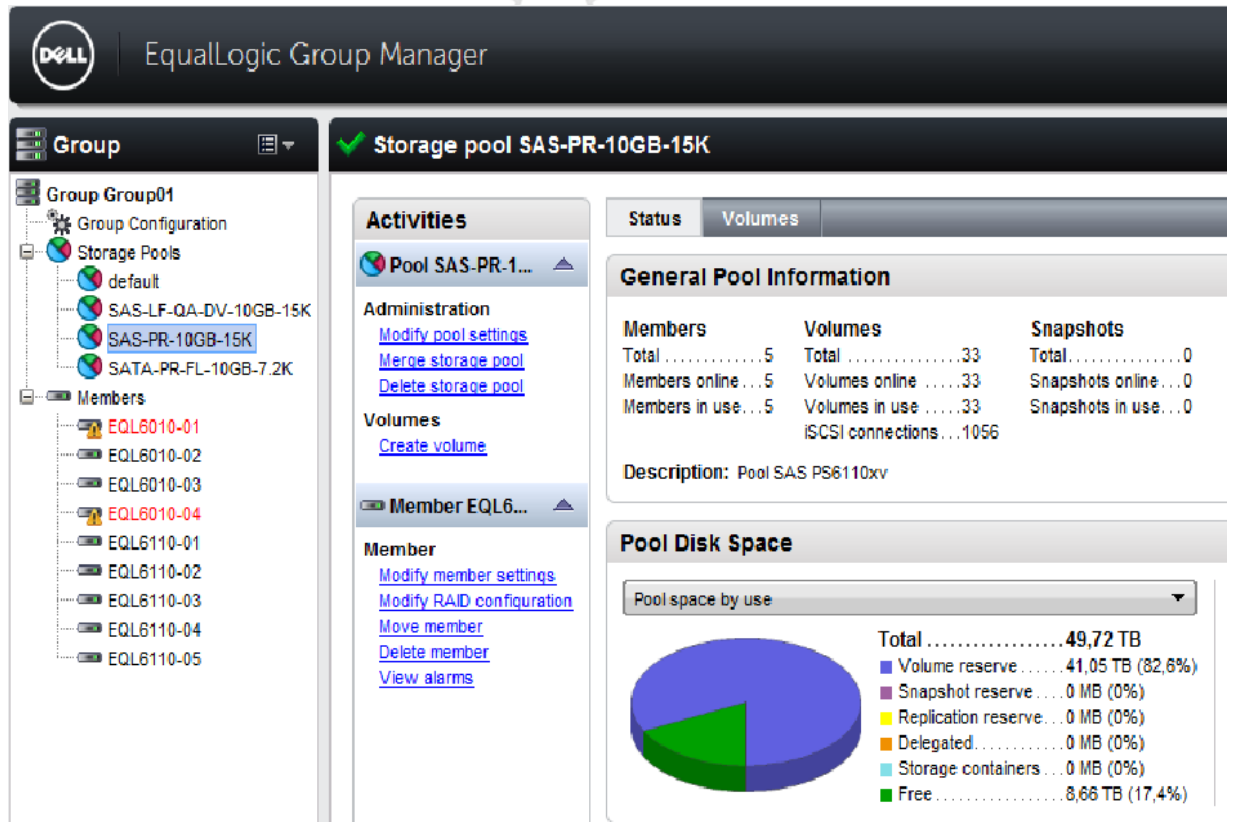 DELL
EqualLogic Group Manager
Group
Group Group01
Group Configuration
Storage Pools
default
SAS-LF-QA-DV-10GB-15K
SAS-PR-10GB-15K
SATA-PR-FL-10GB-7.2K
Members
EQL6010-01
EQL6010-02
EQL6010-03
EQL6010-04
EQL6110-01
EQL6110-02
EQL6110-03
EQL6110-04
EQL6110-05
Storage pool SAS-PR-10GB-15K
Activities
Pool SAS-PR-1...
Administration
Modify pool settings
Merge storage pool
Delete storage pool
Volumes
Create volume
Member EQL6...
Member
Modify member settings
Modify RAID configuration
Move member
Delete member
View alarms
Status Volumes
General Pool Information
Members
Total.............5
Members online...5
Members in use...5
Volumes
Total...............33
Volumes online .....33
Volumes in use .....33
iSCSI connections...1056
Snapshots
Total...............0
Snapshots online...0
Snapshots in use...0
Description: Pool SAS PS6110xv
Pool Disk Space
Pool space by use
Total ..................49,72 TB
Volume reserve ......41,05 TB (82,6%)
Snapshot reserve ....0 MB (0%)
Replication reserve...0 MB (0%)
Delegated............0 MB (0%)
Storage containers ...0 MB (0%)
Free..................8,66 TB (17,4%)